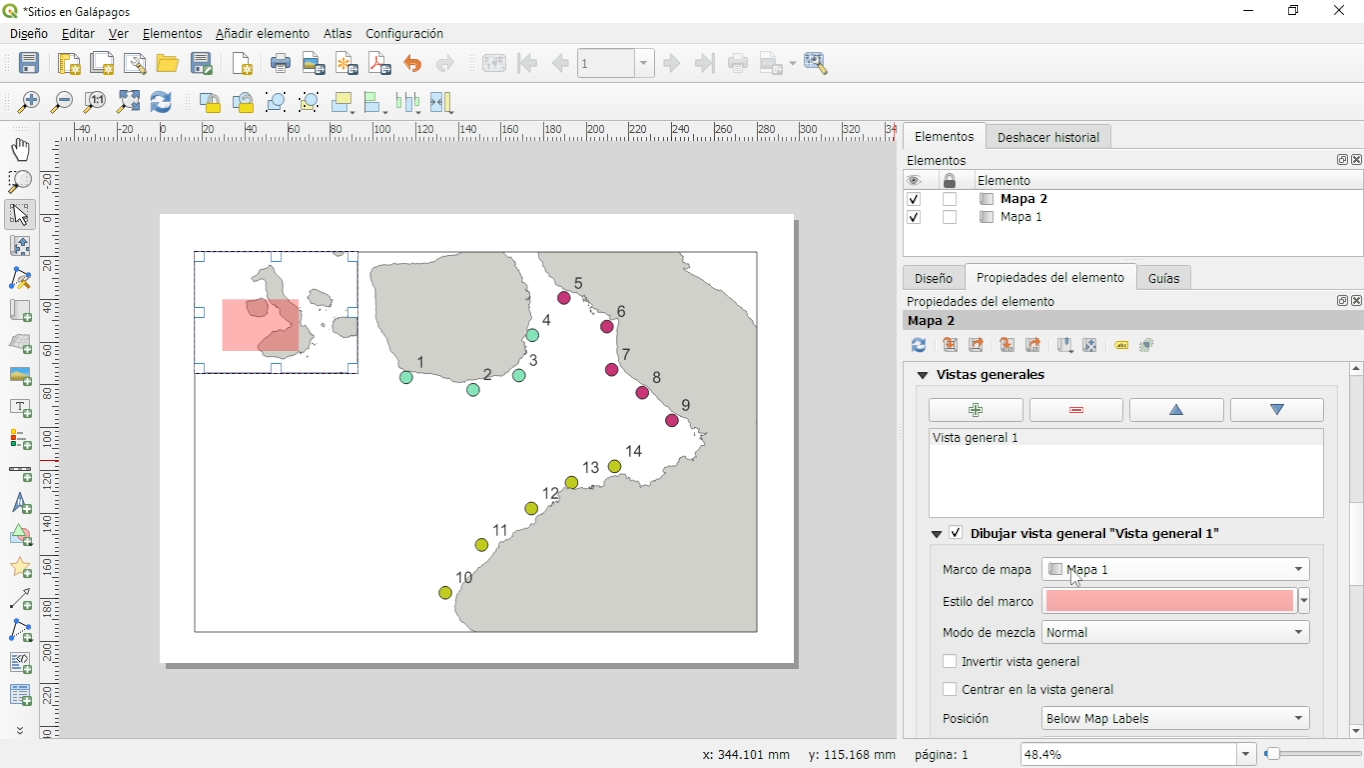 *Sitios en Galápagos
Diseño Editar Ver Elementos Añadir elemento Atlas Configuración
1
-40 -20 0 20 40 60 80 100 120 140 160 180 200 220 240 260 280 300 320 34
Elementos Deshacer historial
Elementos
Elemento
Mapa 2
Mapa 1
Diseño Propiedades del elemento Guías
Propiedades del elemento
Mapa 2
Vistas generales
Vista general 1
Dibujar vista general "Vista general 1"
Marco de mapa Mapa 1
Estilo del marco
Modo de mezcla Normal
Invertir vista general
Centrar en la vista general
Posición Below Map Labels
-20
0
20
40
60
80
100
120
140
160
180
200
220
5
6
4
7
3
1
2
8
9
14
13
12
11
10
x: 344.101 mm y: 115.168 mm página: 1 48.4%